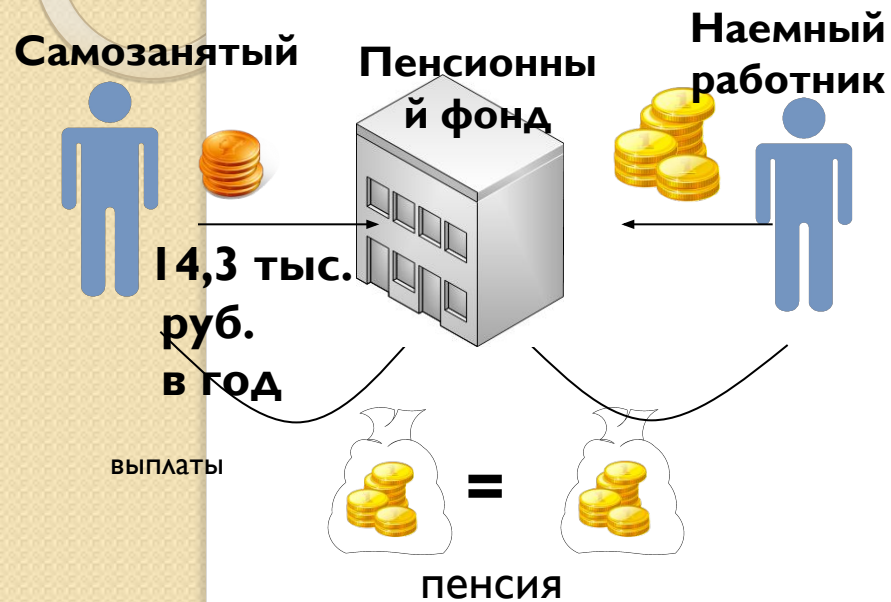 Самозанятый
Пенсионны
й фонд
Наемный
работник
14,3 тыс.
руб.
в год
выплаты
=
пенсия